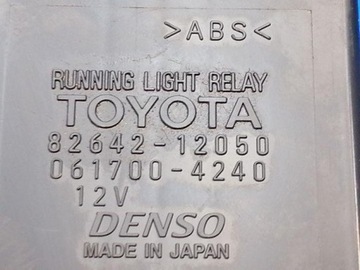 >ABS<
RUNNING LIGHT RELAY
TOYOTA
82642-12050
061700-4240
12V
DENSO
MADE IN JAPAN